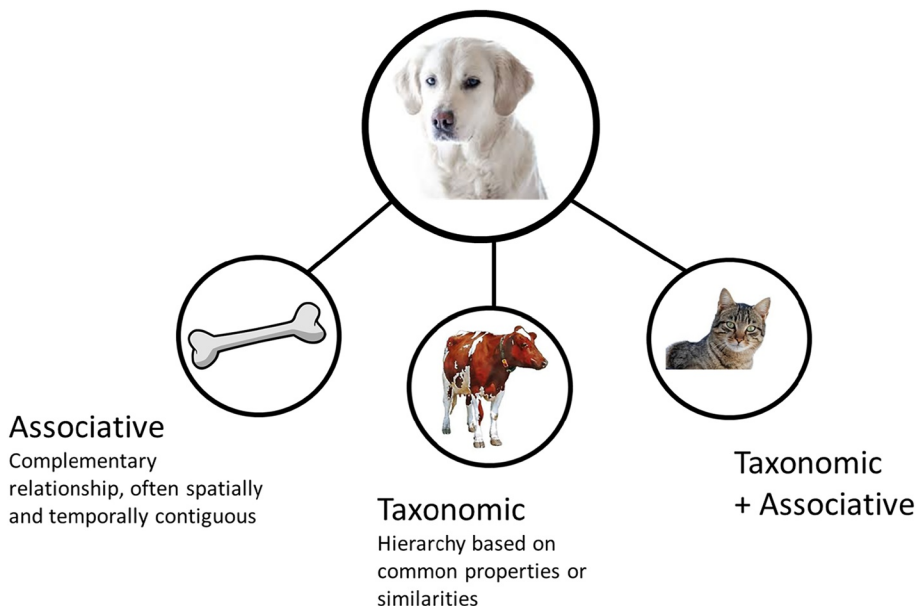 Associative
Complementary
relationship, often spatially
and temporally contiguous
Taxonomic
Hierarchy based on
common properties or
similarities
Taxonomic
+ Associative